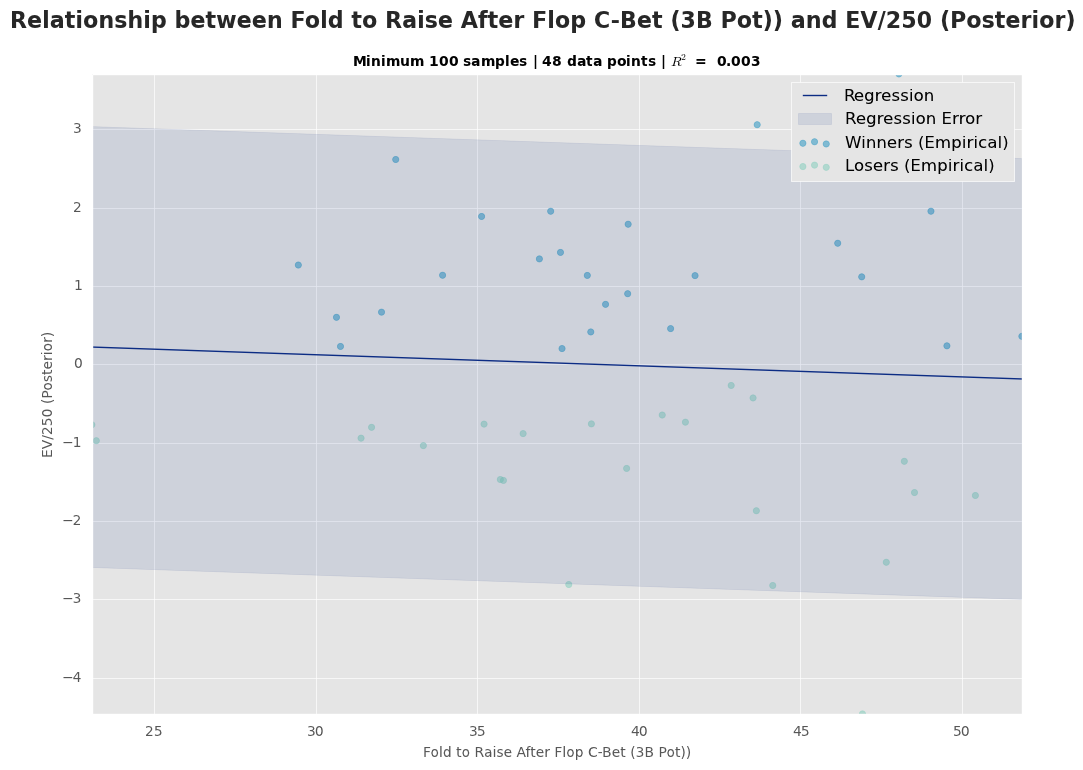 Relationship between Fold to Raise After Flop C-Bet (3B Pot)) and EV/250 (Posterior)
Minimum 100 samples | 48 data points | R² = 0.003
Regression
Regression Error
Winners (Empirical)
Losers (Empirical)
3
2
1
0
−1
−2
−3
−4
EV/250 (Posterior)
25
30
35
40
45
50
Fold to Raise After Flop C-Bet (3B Pot))